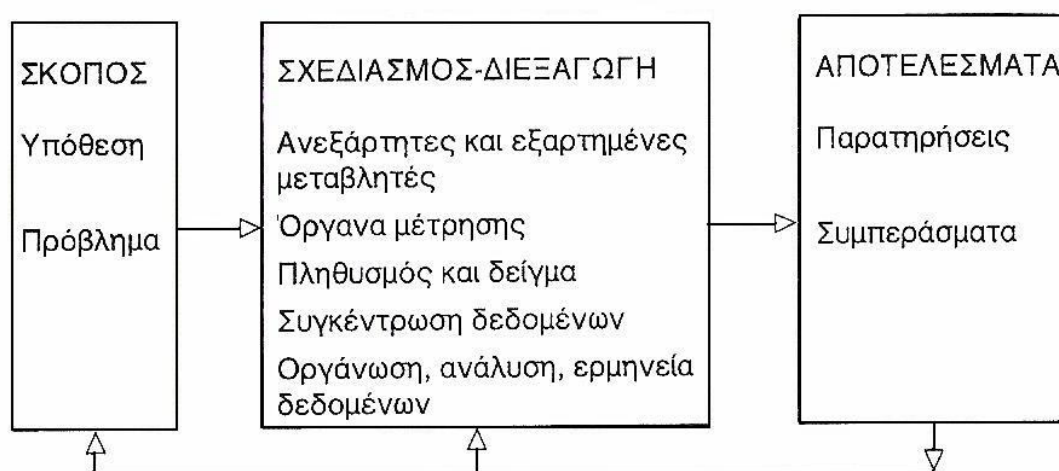 ΣΚΟΠΟΣ
Υπόθεση
Πρόβλημα
ΣΧΕΔΙΑΣΜΟΣ-ΔΙΕΞΑΓΩΓΗ
Ανεξάρτητες και εξαρτημένες
μεταβλητές
Όργανα μέτρησης
Πληθυσμός και δείγμα
Συγκέντρωση δεδομένων
Οργάνωση, ανάλυση, ερμηνεία
δεδομένων
ΑΠΟΤΕΛΕΣΜΑΤΑ
Παρατηρήσεις
Συμπεράσματα